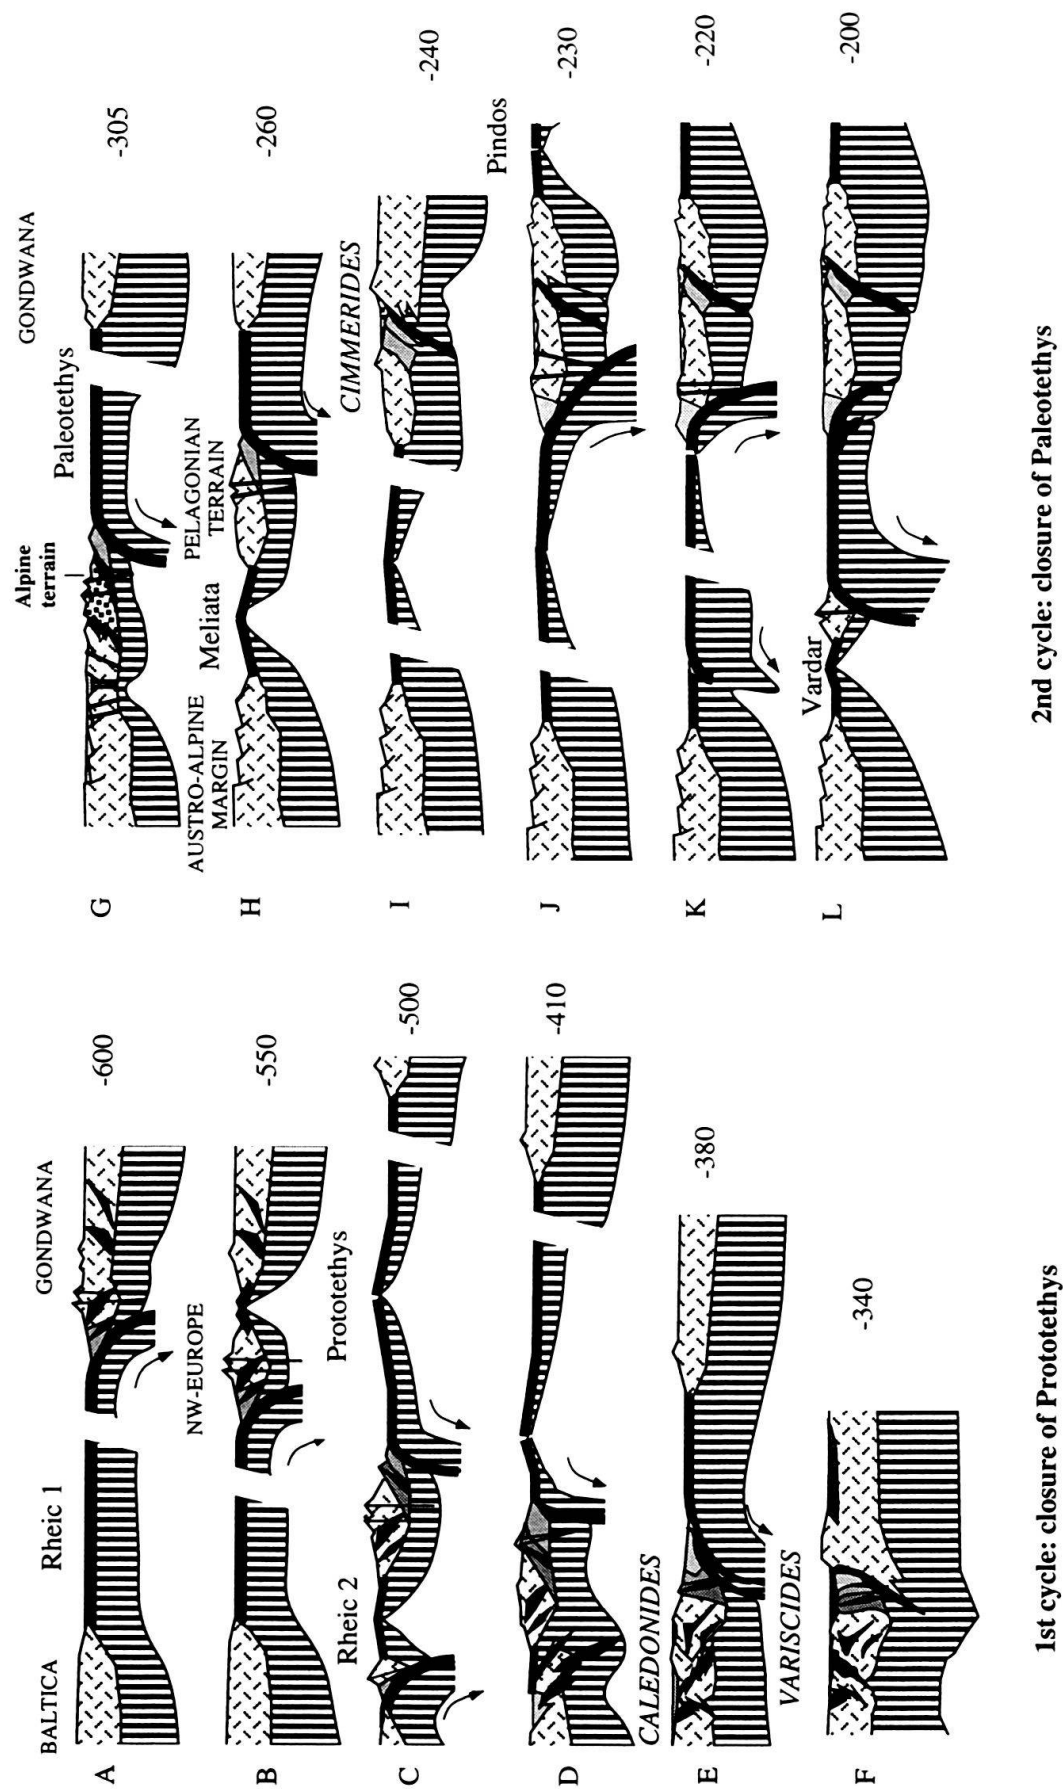 BALTICA
Rheic 1
GONDWANA
A
-600
NW-EUROPE
B
-550
Rheic 2
Prototethys
C
-500
D
-410
CALEDONIDES
E
-380
VARISCIDES
F
-340
1st cycle: closure of Prototethys
Alpine
terrain
Paleotethys
GONDWANA
G
-305
AUSTRO-ALPINE
MARGIN
Meliata
PELAGONIAN
TERRAIN
H
-260
CIMMERIDES
I
-240
Pindos
J
-230
K
-220
Vardar
L
-200
2nd cycle: closure of Paleotethys